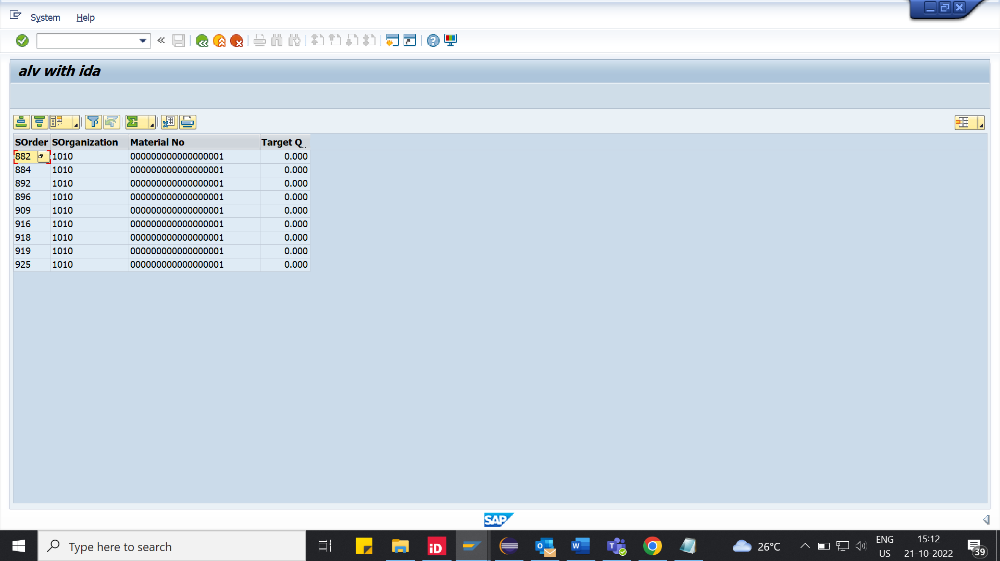 System Help
alv with ida
SOrder SOrganization Material No Target Q..
882 1010 000000000000000001 0.000
884 1010 000000000000000001 0.000
892 1010 000000000000000001 0.000
896 1010 000000000000000001 0.000
909 1010 000000000000000001 0.000
916 1010 000000000000000001 0.000
918 1010 000000000000000001 0.000
919 1010 000000000000000001 0.000
925 1010 000000000000000001 0.000
SAP
Type here to search
iD
26°C
ENG
US
15:12
21-10-2022
39